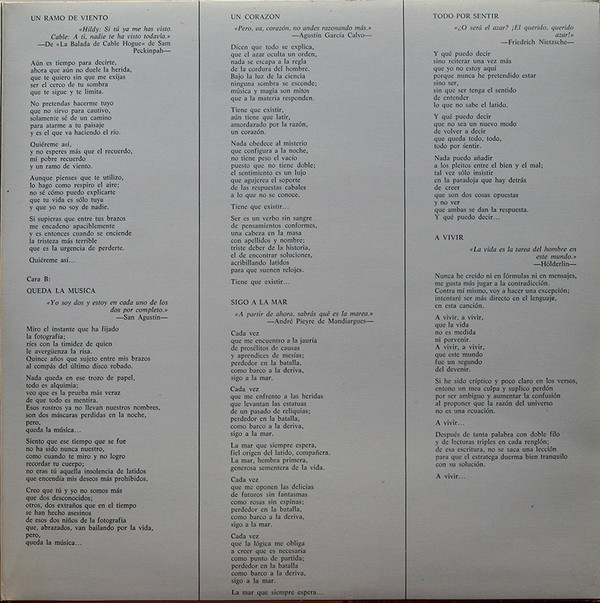 UN RAMO DE VIENTO
«Hildy: Si tú ya me has visto.
Cable: A ti, nadie te ha visto todavía.»
—De «La Balada de Cable Hogue» de Sam
Peckinpah—
Aún es tiempo para decirte,
ahora que aún no duele la herida,
que te quiero sin que me exijas
ser el cerco de tu sombra
que te sigue y te limita.
No pretendas hacerme tuyo
que no sirvo para cautivo,
solamente sé de un camino
para atarme a tu paisaje
y es el que va haciendo el río.
Quiéreme así,
y no esperes más que el recuerdo,
mi pobre recuerdo
y un ramo de viento.
Aunque pienses que te utilizo,
lo hago como respiro el aire;
no sé cómo puedo explicarte
que tu vida es sólo tuya
y que yo no soy de nadie.
Si supieras que entre tus brazos
me encadeno apaciblemente
y es entonces cuando se enciende
la tristeza más terrible
que es la urgencia de perderte.
Quiéreme así...
Cara B:
QUEDA LA MUSICA
«Yo soy dos y estoy en cada uno de los
dos por completo.»
—San Agustín—
Miro el instante que ha fijado
la fotografía;
ríes con la timidez de quien
le avergüenza la risa.
Quince años que sujeto entre mis brazos
al compás del último disco robado.
Nada queda en ese trozo de papel,
todo es alquimia;
veo que es la prueba más veraz
de que todo es mentira.
Esos rostros ya no llevan nuestros nombres,
son dos máscaras perdidas en la noche,
pero,
queda la música...
Siento que ese tiempo que se fue
no ha sido nunca nuestro,
como cuando te miro y no logro
recordar tu cuerpo;
no eras tú aquella insolencia de latidos
que encendía mis deseos más prohibidos.
Creo que tú y yo no somos más
que dos desconocidos;
otros, dos extraños que en el tiempo
se han hecho asesinos
de esos dos niños de la fotografía
que, abrazados, van bailando por la vida,
pero,
queda la música...
UN CORAZON
«Pero, ea, corazón, no andes razonando más.»
—Agustín García Calvo—
Dicen que todo se explica,
que el azar oculta un orden,
nada se escapa a la regla
de la cordura del hombre.
Bajo la luz de la ciencia
ninguna sombra se esconde;
música y magia son mitos
que a la materia responden.
Tiene que existir,
aún tiene que latir,
amordazado por la razón,
un corazón.
Nada obedece al misterio
que configura a la noche,
no tiene peso el vacío
puesto que no tiene doble;
el sentimiento es un lujo
que agujerea el soporte
de las respuestas cabales
a lo que no se conoce.
Tiene que existir...
Ser es un verbo sin sangre
de pensamientos conformes,
una cabeza en la masa
con apellidos y nombre;
triste deber de la historia,
el de encontrar soluciones,
acribillando latidos
para que suenen relojes.
Tiene que existir...
SIGO A LA MAR
«A partir de ahora, sabrás qué es la marea.»
—André Pieyre de Mandiargues—
Cada vez
que me encuentro a la jauría
de prosélitos de causas
y aprendices de mesías;
perdedor en la batalla,
como barco a la deriva,
sigo a la mar.
Cada vez
que me enfrento a las heridas
que levantan las estatuas
de un pasado de reliquias;
perdedor en la batalla,
como barco a la deriva,
sigo a la mar.
La mar que siempre espera,
fiel origen del latido, compañera.
La mar, hembra primera,
generosa sementera de la vida.
Cada vez
que me oponen las delicias
de futuros sin fantasmas
como rosas sin espinas;
perdedor en la batalla,
como barco a la deriva,
sigo a la mar.
Cada vez
que la lógica me obliga
a creer que es necesaria
como punto de partida;
perdedor en la batalla
como barco a la deriva,
sigo a la mar.
La mar que siempre espera...
TODO POR SENTIR
«¿O será el azar? ¡El querido, querido
azar!»
—Friedrich Nietzsche—
Y qué puedo decir
sino reiterar una vez más
que yo no estoy aquí
porque nunca he pretendido estar
sino ser,
sin que ser tenga el sentido
de entender
lo que no sabe el latido.
Y qué puedo decir
que no sea un nuevo modo
de volver a decir
que queda todo, todo,
todo por sentir.
Nada puedo añadir
a los pleitos entre el bien y el mal;
tal vez sólo insistir
en la paradoja que hay detrás
de creer
que son dos cosas opuestas
y no ver
que ambas se dan la respuesta.
Y qué puedo decir...
A VIVIR
«La vida es la tarea del hombre en
este mundo.»
—Hölderlin—
Nunca he creído ni en fórmulas ni en mensajes,
me gusta más jugar a la contradicción.
Contra mí mismo, voy a hacer una excepción;
intentaré ser más directo en el lenguaje,
en esta canción.
A vivir, a vivir,
que la vida
no es medida
ni porvenir.
A vivir, a vivir,
que este mundo
fue un segundo
del devenir.
Si he sido críptico y poco claro en los versos,
entono un mea culpa y suplico perdón
por ser ambiguo y aumentar la confusión
al proponer que la razón del universo
no es una ecuación.
A vivir...
Después de tanta palabra con doble filo
y de lecturas triples en cada renglón;
de esa escritura, no se saca una lección
para que el estratega duerma bien tranquilo
con su solución.
A vivir...